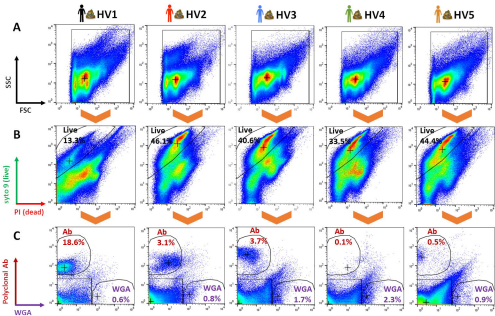 HV1 HV2 HV3 HV4 HV5
A
SSC
FSC
B
Live Live Live Live Live
13.3% 46.1% 40.6% 33.5% 44.4%
syto 9 (live)
PI (dead)
C
Ab Ab Ab Ab Ab
18.6% 3.1% 3.7% 0.1% 0.5%
Polyclonal Ab
WGA WGA WGA WGA WGA
0.6% 0.8% 1.7% 2.3% 0.9%
WGA